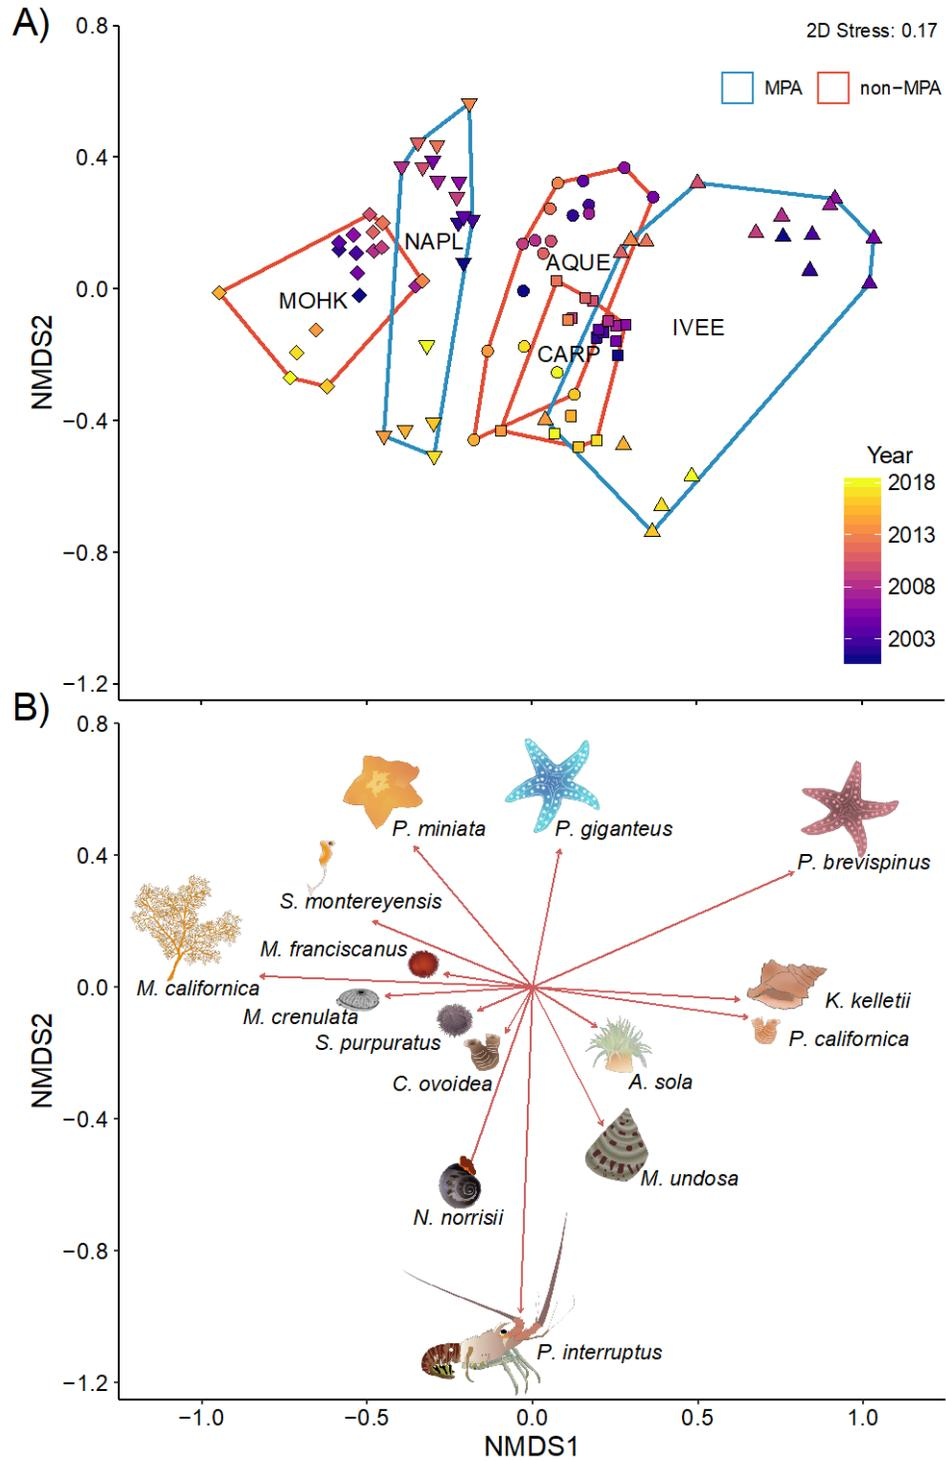 A)
2D Stress: 0.17
MPA
non−MPA
0.8
0.4
0.0
−0.4
−0.8
−1.2
NMDS2
NAPL
MOHK
AQUE
CARP
IVEE
Year
2018
2013
2008
2003
B)
0.8
0.4
0.0
−0.4
−0.8
−1.2
NMDS2
P. miniata
P. giganteus
P. brevispinus
S. montereyensis
M. franciscanus
M. californica
K. kelletii
M. crenulata
P. californica
S. purpuratus
C. ovoidea
A. sola
M. undosa
N. norrisii
P. interruptus
−1.0
−0.5
0.0
0.5
1.0
NMDS1